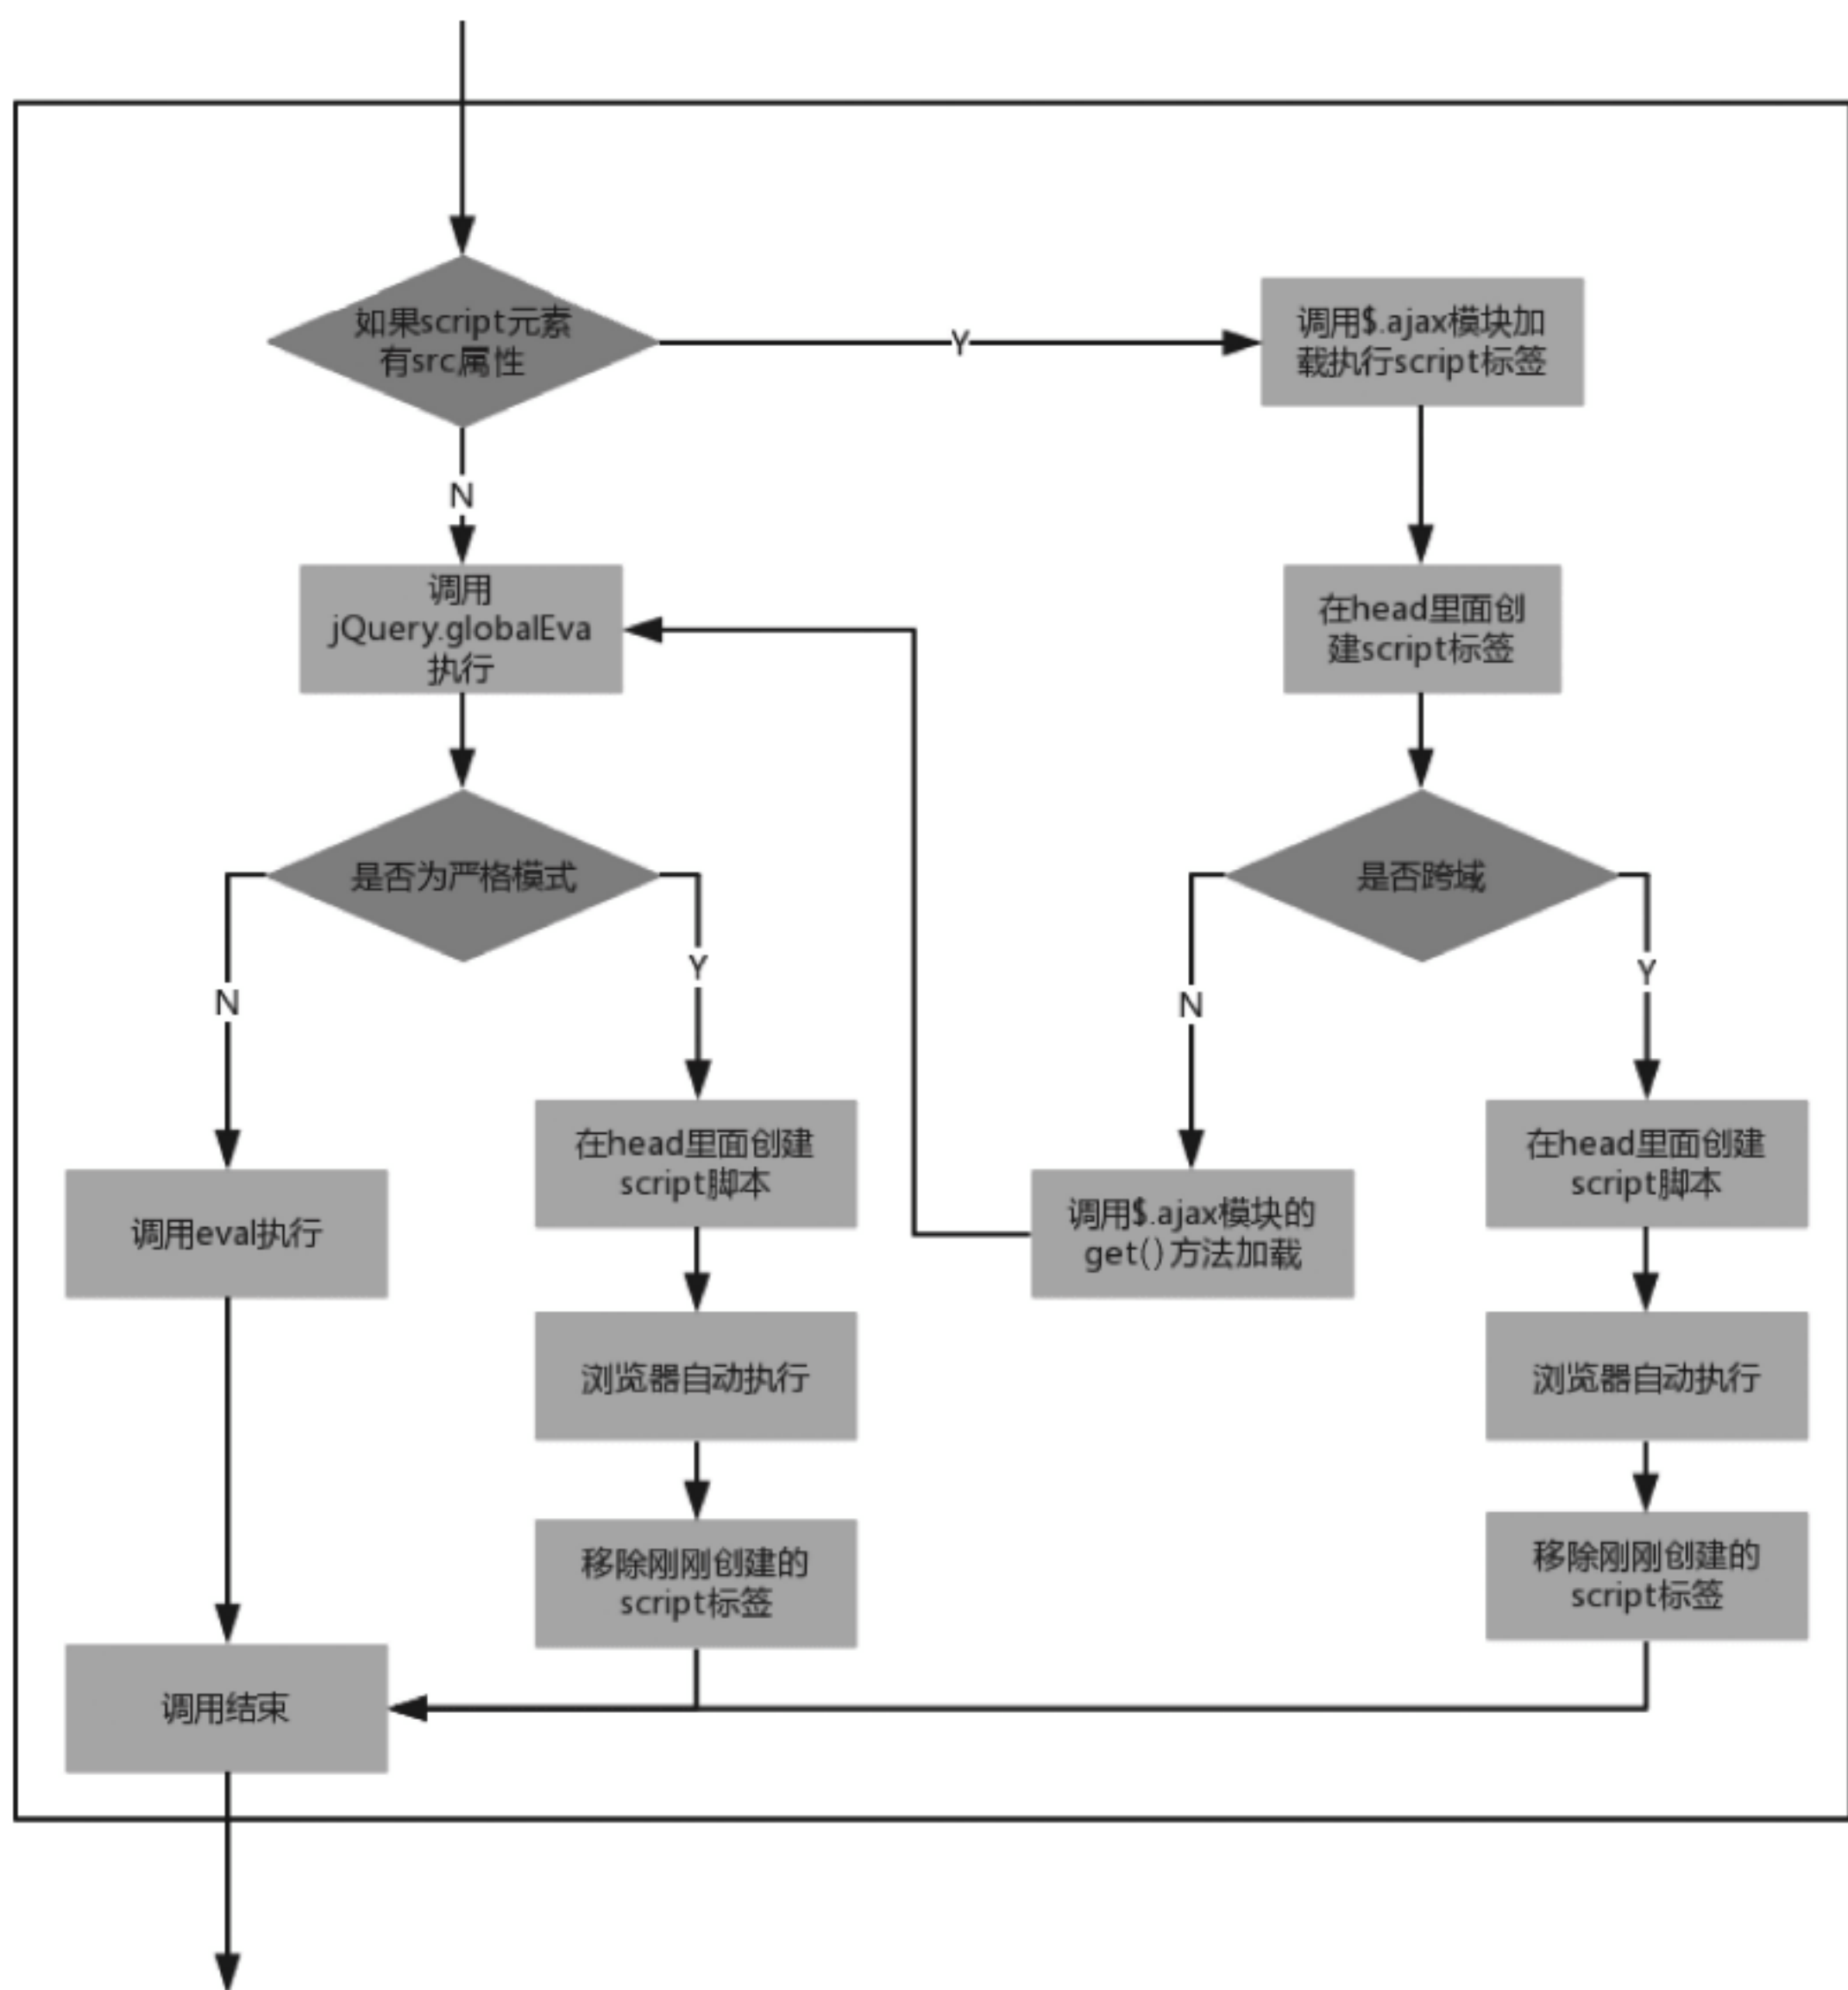 如果script元素
有src属性
Y
调用$.ajax模块加
载执行script标签
N
调用
jQuery.globalEva
执行
在head里面创
建script标签
是否为严格模式
是否跨域
N
Y
N
Y
调用eval执行
在head里面创建
script脚本
调用$.ajax模块的
get()方法加载
在head里面创建
script脚本
浏览器自动执行
浏览器自动执行
移除刚刚创建的
script标签
移除刚刚创建的
script标签
调用结束